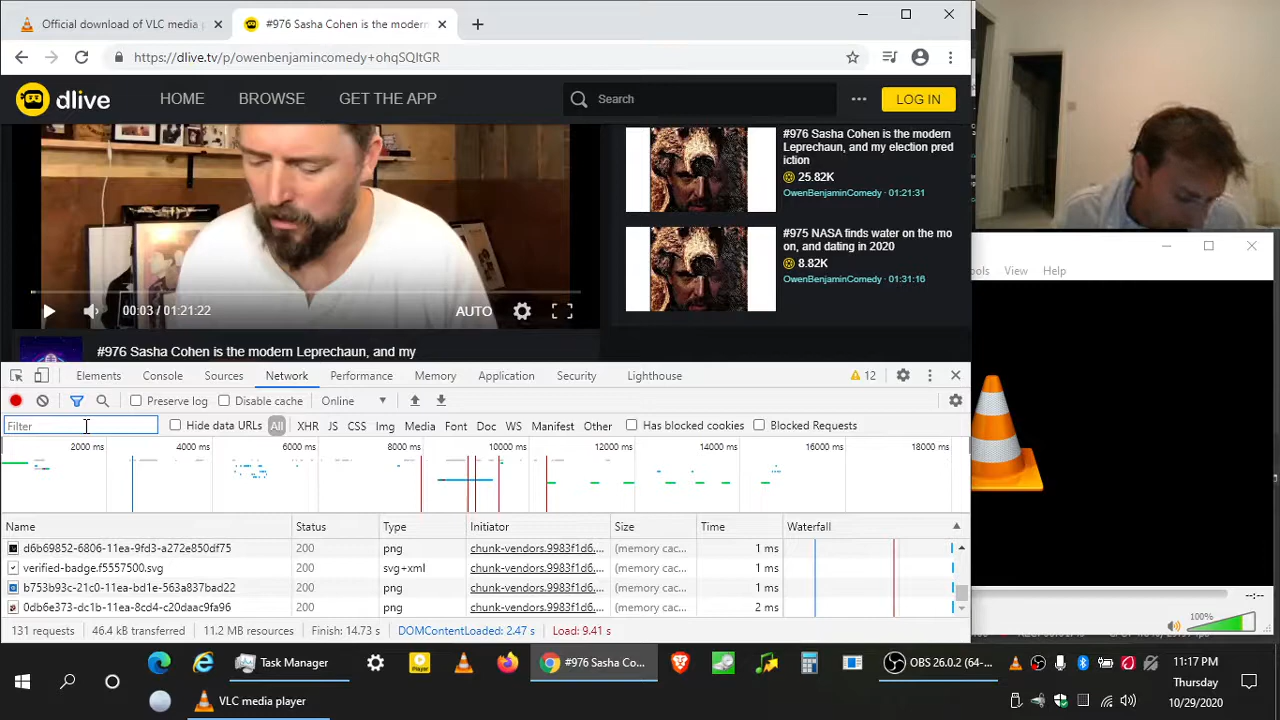 Official download of VLC media
#976 Sasha Cohen is the modern
https://dlive.tv/p/owenbenjamincomedy+ohqSQItGR
dlive
HOME
BROWSE
GET THE APP
Search
LOG IN
00:03 / 01:21:22
AUTO
#976 Sasha Cohen is the modern Leprechaun, and my
#976 Sasha Cohen is the modern
Leprechaun, and my election pred
iction
25.82K
OwenBenjaminComedy · 01:21:31
#975 NASA finds water on the mo
on, and dating in 2020
8.82K
OwenBenjaminComedy · 01:31:16
ools View Help
Elements Console Sources Network Performance Memory Application Security Lighthouse 12
Preserve log Disable cache Online
Filter Hide data URLs All XHR JS CSS Img Media Font Doc WS Manifest Other Has blocked cookies Blocked Requests
2000 ms 4000 ms 6000 ms 8000 ms 10000 ms 12000 ms 14000 ms 16000 ms 18000 ms
Name Status Type Initiator Size Time Waterfall
d6b69852-6806-11ea-9fd3-a272e850df75 200 png chunk-vendors.9983f1d6.... (memory cac... 1 ms
verified-badge.f5557500.svg 200 svg+xml chunk-vendors.9983f1d6.... (memory cac... 1 ms
b753b93c-21c0-11ea-bd1e-563a837bad22 200 png chunk-vendors.9983f1d6.... (memory cac... 1 ms
0db6e373-dc1b-11ea-8cd4-c20daac9fa96 200 png chunk-vendors.9983f1d6.... (memory cac... 2 ms
131 requests 46.4 kB transferred 11.2 MB resources Finish: 14.73 s DOMContentLoaded: 2.47 s Load: 9.41 s
--:--
100%
Task Manager
#976 Sasha Co...
OBS 26.0.2 (64-...
VLC media player
11:17 PM
Thursday
10/29/2020